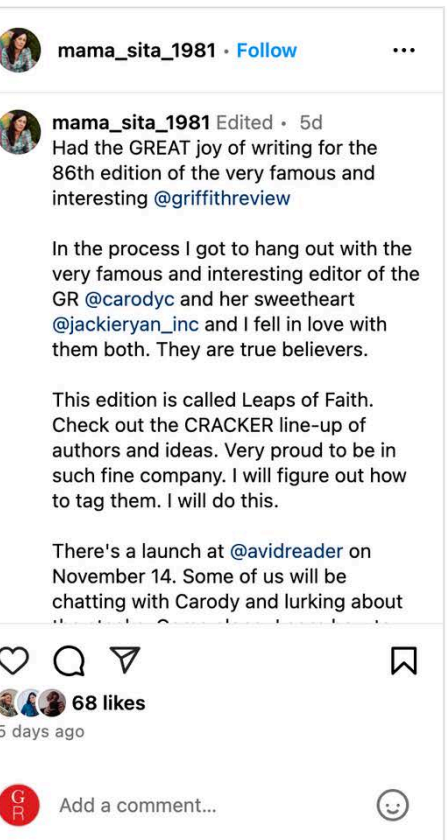 mama_sita_1981 • Follow
mama_sita_1981 Edited • 5d
Had the GREAT joy of writing for the
86th edition of the very famous and
interesting @griffithreview
In the process I got to hang out with the
very famous and interesting editor of the
GR @carodyc and her sweetheart
@jackieryan_inc and I fell in love with
them both. They are true believers.
This edition is called Leaps of Faith.
Check out the CRACKER line-up of
authors and ideas. Very proud to be in
such fine company. I will figure out how
to tag them. I will do this.
There's a launch at @avidreader on
November 14. Some of us will be
chatting with Carody and lurking about
68 likes
5 days ago
G
R
Add a comment...